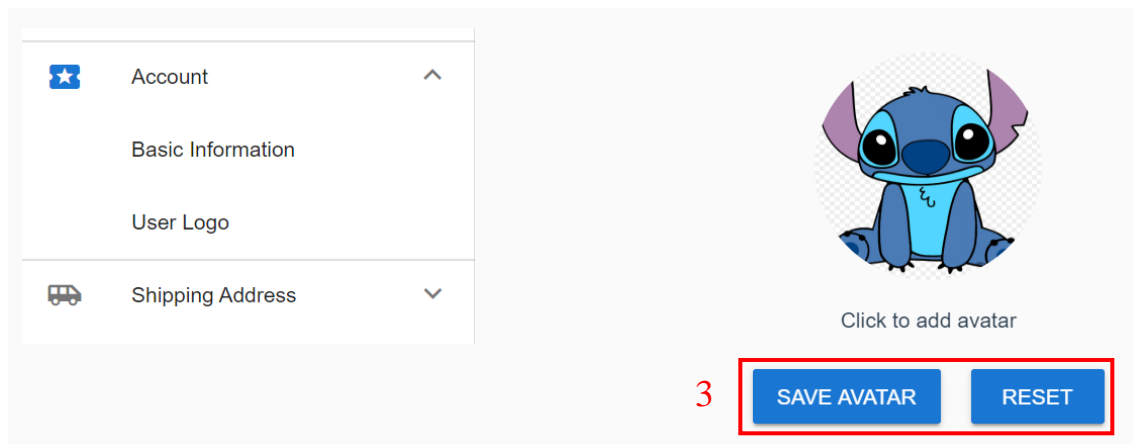 Account
Basic Information
User Logo
Shipping Address
Click to add avatar
3
SAVE AVATAR
RESET